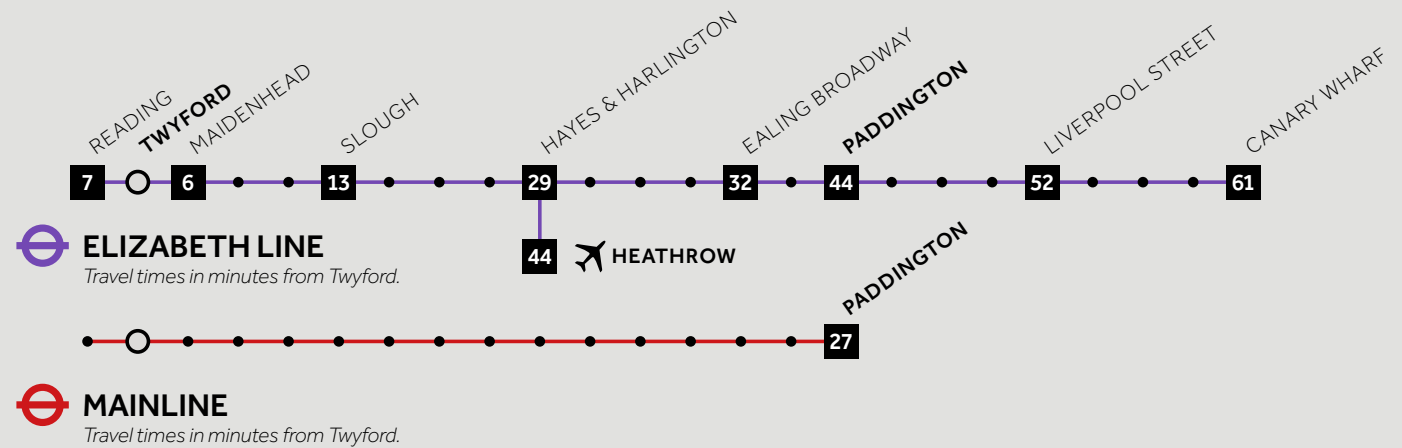 READING
TWYFORD
MAIDENHEAD
SLOUGH
HAYES & HARLINGTON
EALING BROADWAY
PADDINGTON
LIVERPOOL STREET
CANARY WHARF
7 6 13 29 32 44 52 61
44 HEATHROW
ELIZABETH LINE
Travel times in minutes from Twyford.
PADDINGTON
27
MAINLINE
Travel times in minutes from Twyford.